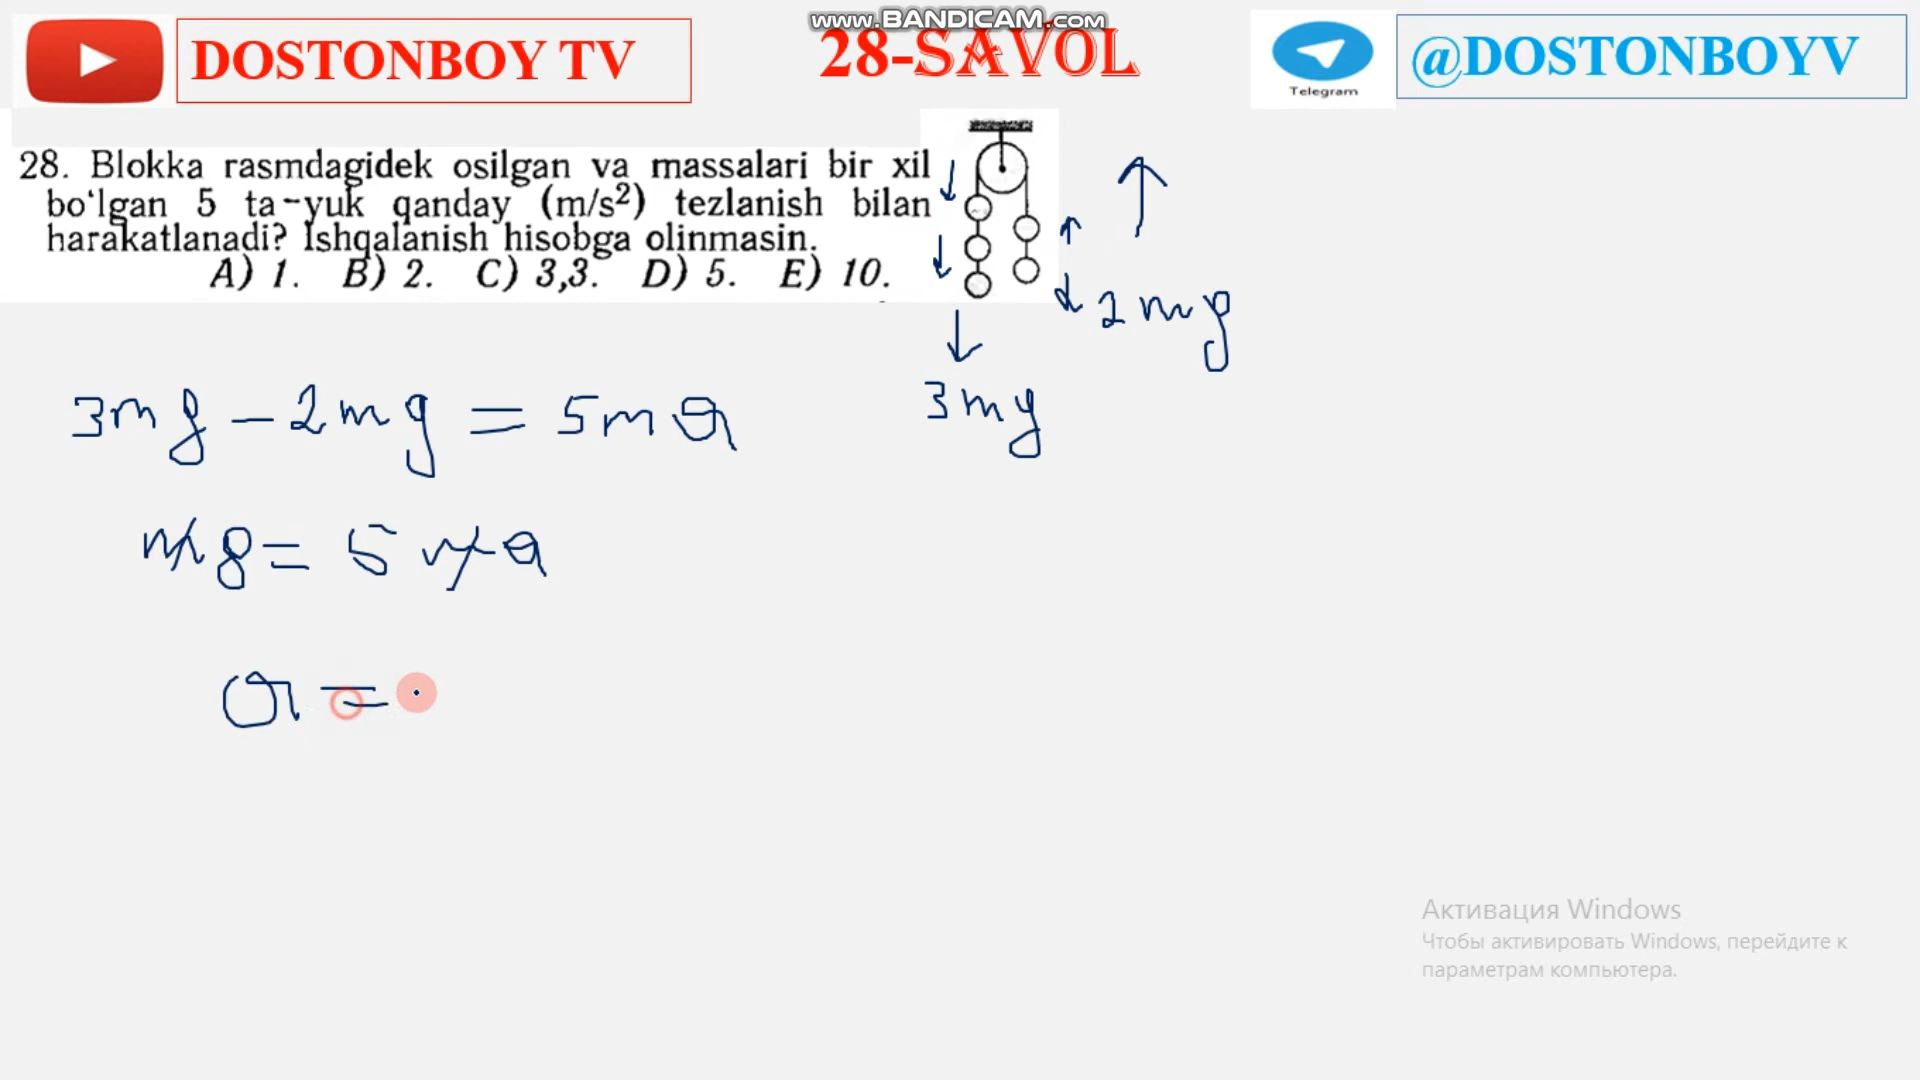 www.BANDICAM.com
DOSTONBOY TV
28-SAVOL
Telegram
@DOSTONBOYV
28. Blokka rasmdagidek osilgan va massalari bir xil
bo‘lgan 5 ta-yuk qanday (m/s²) tezlanish bilan
harakatlanadi? Ishqalanish hisobga olinmasin.
A) 1. B) 2. C) 3,3. D) 5. E) 10.
2mg
3mg
3mg - 2mg = 5ma
mg = 5ma
a =
Активация Windows
Чтобы активировать Windows, перейдите к
параметрам компьютера.